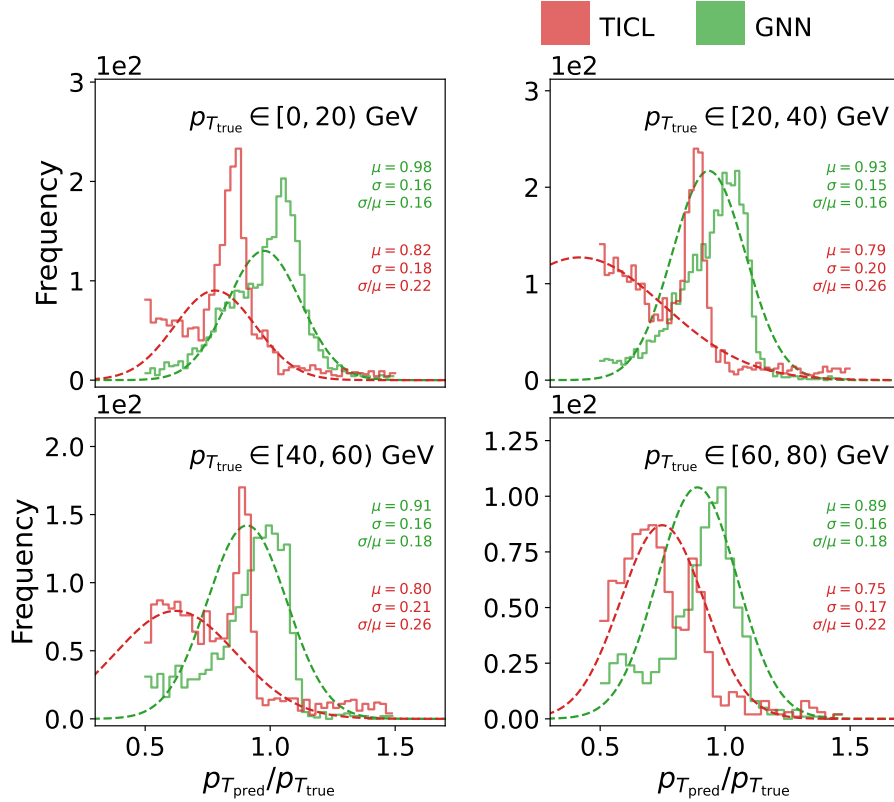 TICL GNN
1e2
p_{T_true} ∈ [0, 20) GeV
μ = 0.98
σ = 0.16
σ/μ = 0.16
μ = 0.82
σ = 0.18
σ/μ = 0.22
3
2
1
0
Frequency
1e2
p_{T_true} ∈ [20, 40) GeV
μ = 0.93
σ = 0.15
σ/μ = 0.16
μ = 0.79
σ = 0.20
σ/μ = 0.26
3
2
1
0
1e2
p_{T_true} ∈ [40, 60) GeV
μ = 0.91
σ = 0.16
σ/μ = 0.18
μ = 0.80
σ = 0.21
σ/μ = 0.26
2.0
1.5
1.0
0.5
0.0
Frequency
0.5 1.0 1.5
p_{T_pred}/p_{T_true}
1e2
p_{T_true} ∈ [60, 80) GeV
μ = 0.89
σ = 0.16
σ/μ = 0.18
μ = 0.75
σ = 0.17
σ/μ = 0.22
1.25
1.00
0.75
0.50
0.25
0.00
0.5 1.0 1.5
p_{T_pred}/p_{T_true}